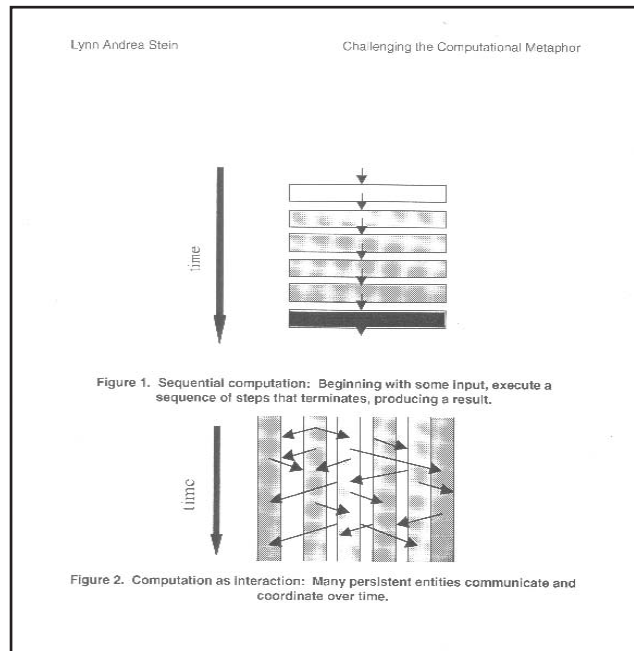 Lynn Andrea Stein
Challenging the Computational Metaphor
time
Figure 1. Sequential computation: Beginning with some input, execute a
sequence of steps that terminates, producing a result.
time
Figure 2. Computation as interaction: Many persistent entities communicate and
coordinate over time.